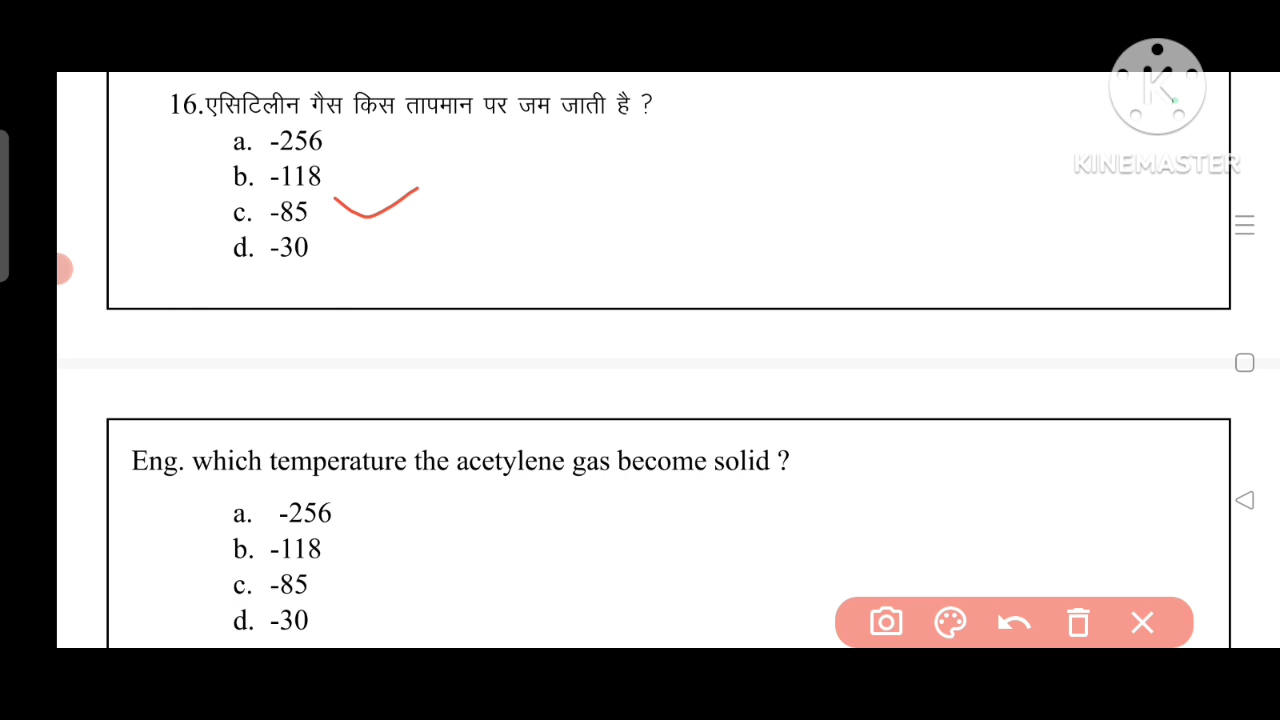 16.एसिटिलीन गैस किस तापमान पर जम जाती है ?
a. -256
b. -118
c. -85
d. -30
KINEMASTER
Eng. which temperature the acetylene gas become solid ?
a. -256
b. -118
c. -85
d. -30